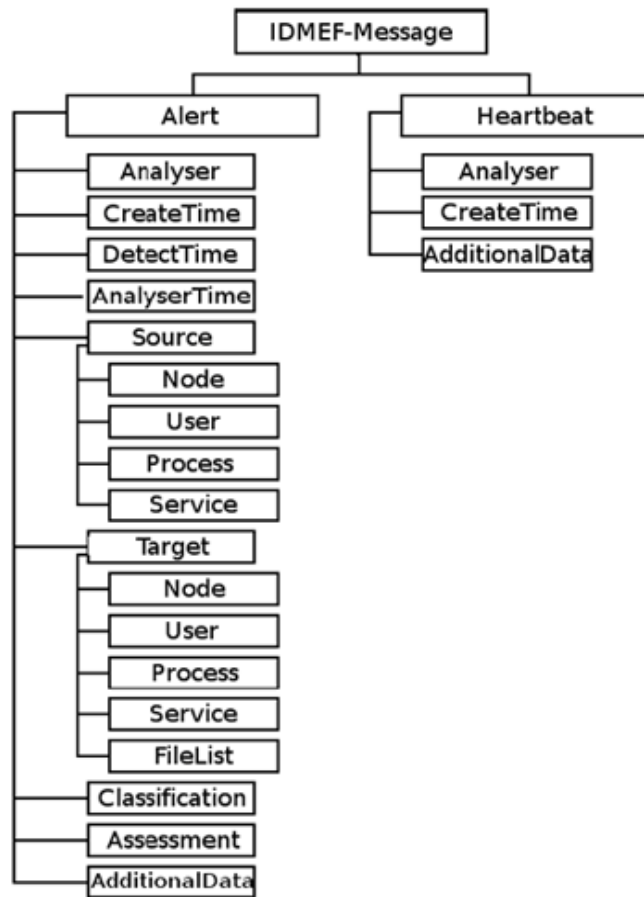 IDMEF-Message
Alert
Analyser
CreateTime
DetectTime
AnalyserTime
Source
Node
User
Process
Service
Target
Node
User
Process
Service
FileList
Classification
Assessment
AdditionalData
Heartbeat
Analyser
CreateTime
AdditionalData